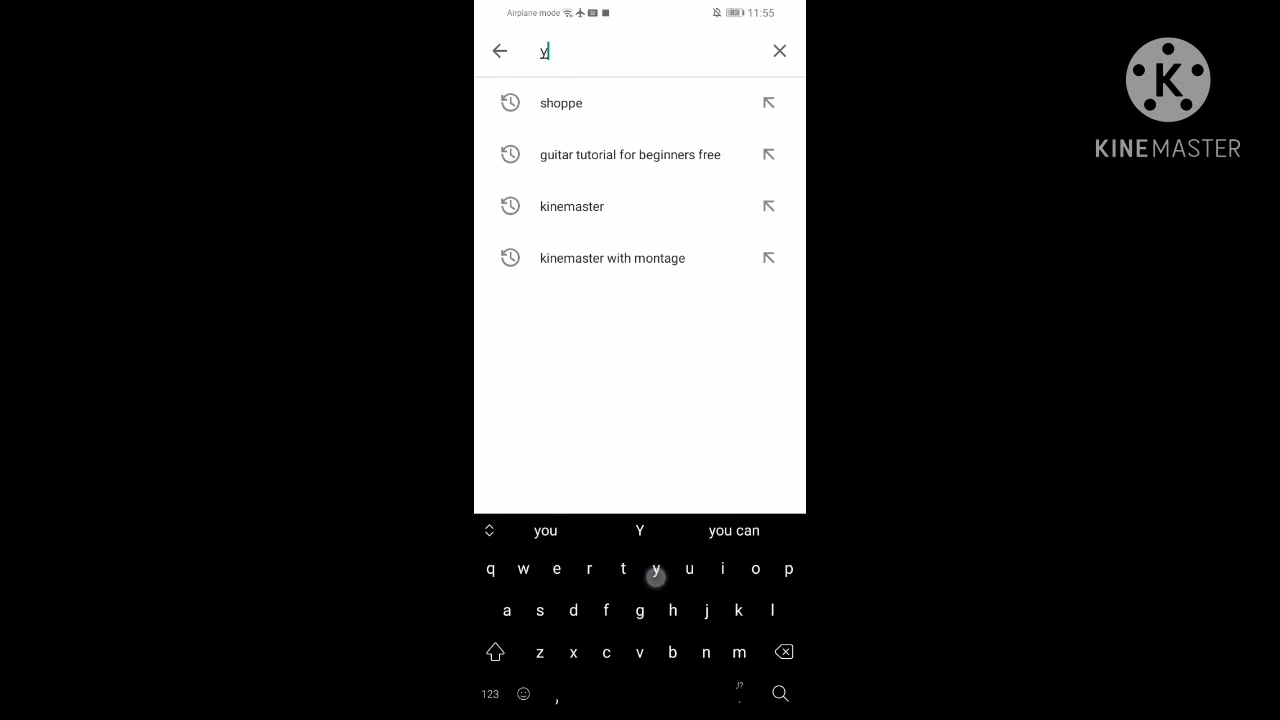 Airplane mode 83 11:55
y
shoppe
guitar tutorial for beginners free
kinemaster
kinemaster with montage
K
KINEMASTER
you Y you can
q w e r t y u i o p
a s d f g h j k l
z x c v b n m
123 , ,!? .